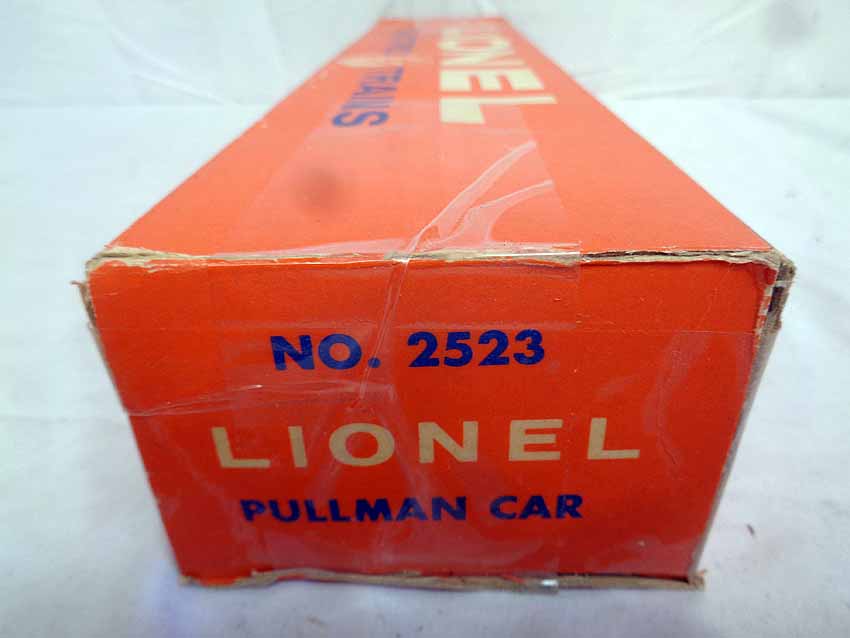 LIONEL
TRAINS
NO. 2523
LIONEL
PULLMAN CAR